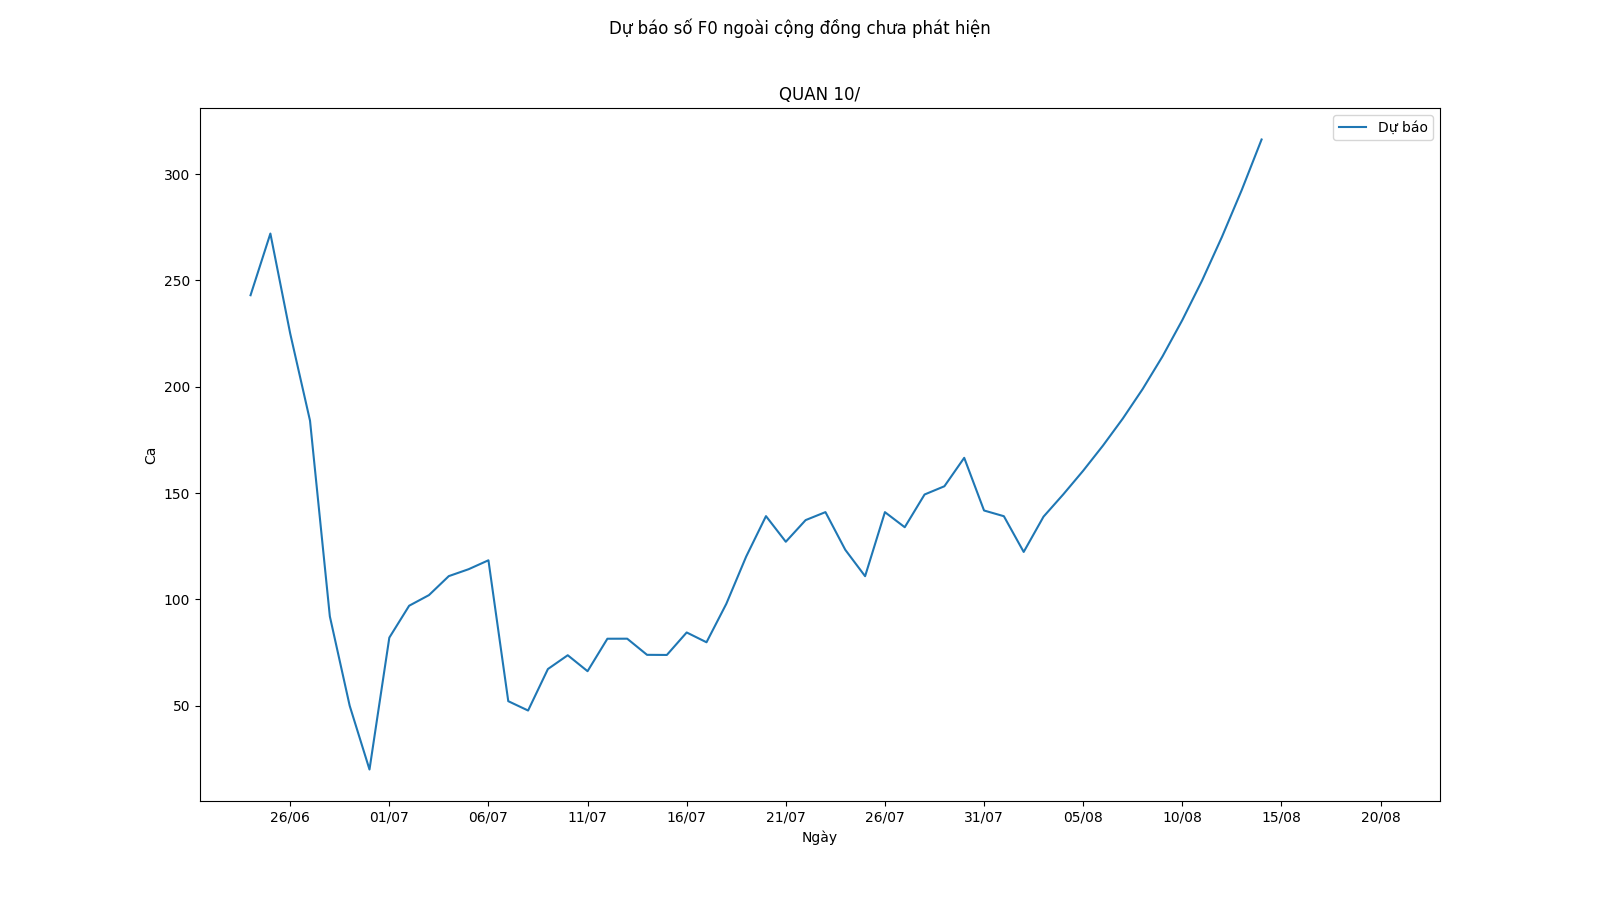 Dự báo số F0 ngoài cộng đồng chưa phát hiện
QUAN 10/
Dự báo
300
250
200
150
100
50
Ca
26/06 01/07 06/07 11/07 16/07 21/07 26/07 31/07 05/08 10/08 15/08 20/08
Ngày